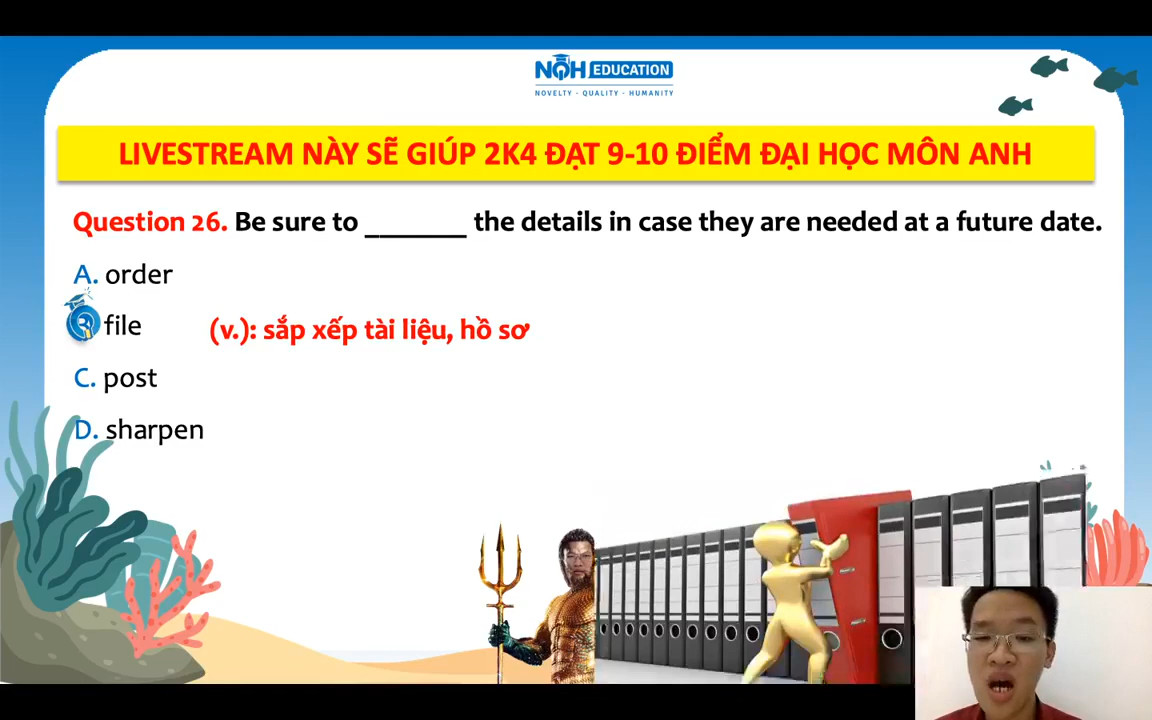 NQH EDUCATION
NOVELTY - QUALITY - HUMANITY
LIVESTREAM NÀY SẼ GIÚP 2K4 ĐẠT 9-10 ĐIỂM ĐẠI HỌC MÔN ANH
Question 26. Be sure to _______ the details in case they are needed at a future date.
A. order
file (v.): sắp xếp tài liệu, hồ sơ
C. post
D. sharpen